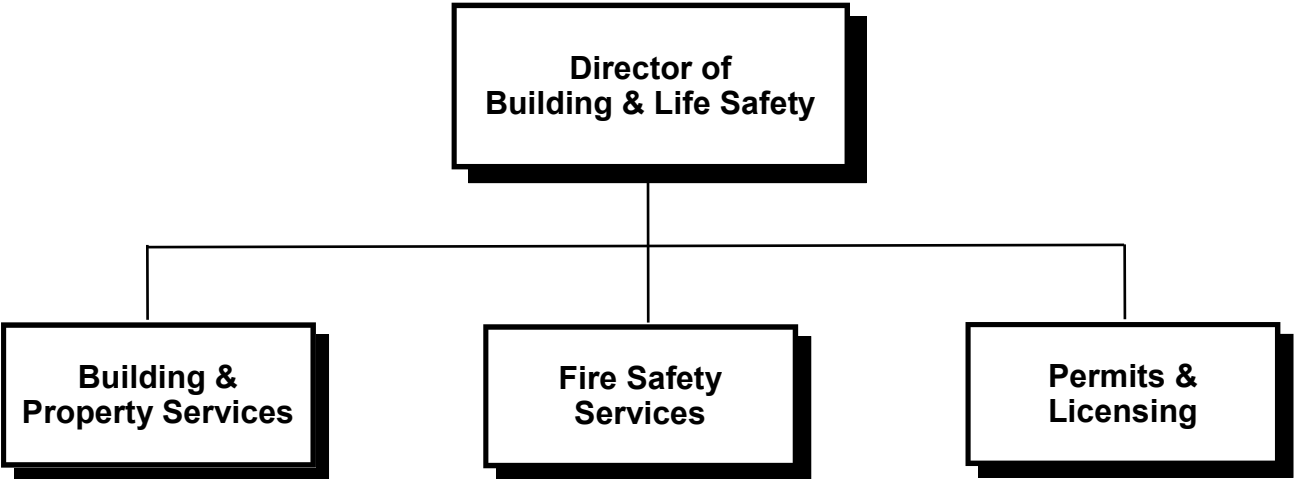 Director of
Building & Life Safety
Building &
Property Services
Fire Safety
Services
Permits &
Licensing